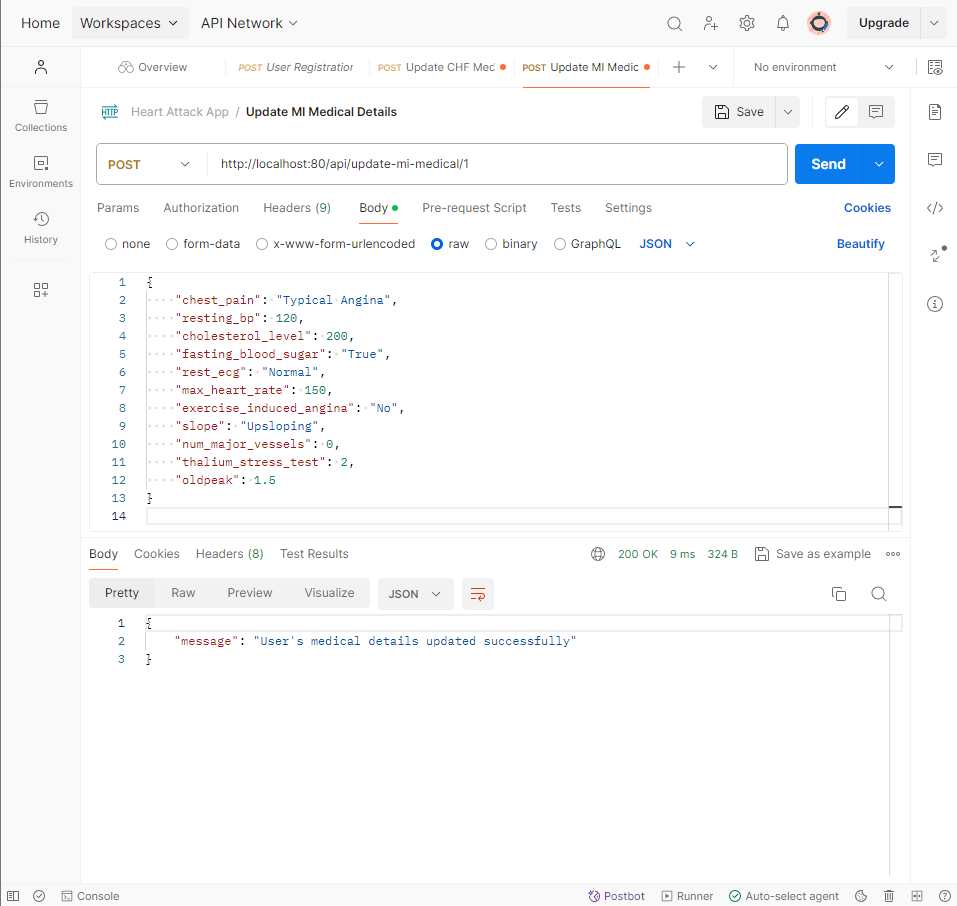 Home Workspaces API Network Upgrade
Overview POST User Registration POST Update CHF Med POST Update MI Medic No environment
HTTP Heart Attack App / Update MI Medical Details Save
Collections
Environments
History
POST http://localhost:80/api/update-mi-medical/1 Send
Params Authorization Headers (9) Body Pre-request Script Tests Settings Cookies
none form-data x-www-form-urlencoded raw binary GraphQL JSON Beautify
1 {
2 "chest_pain": "Typical Angina",
3 "resting_bp": 120,
4 "cholesterol_level": 200,
5 "fasting_blood_sugar": "True",
6 "rest_ecg": "Normal",
7 "max_heart_rate": 150,
8 "exercise_induced_angina": "No",
9 "slope": "Upsloping",
10 "num_major_vessels": 0,
11 "thalium_stress_test": 2,
12 "oldpeak": 1.5
13 }
14
Body Cookies Headers (8) Test Results 200 OK 9 ms 324 B Save as example
Pretty Raw Preview Visualize JSON
1 {
2 "message": "User's medical details updated successfully"
3 }
Console Postbot Runner Auto-select agent